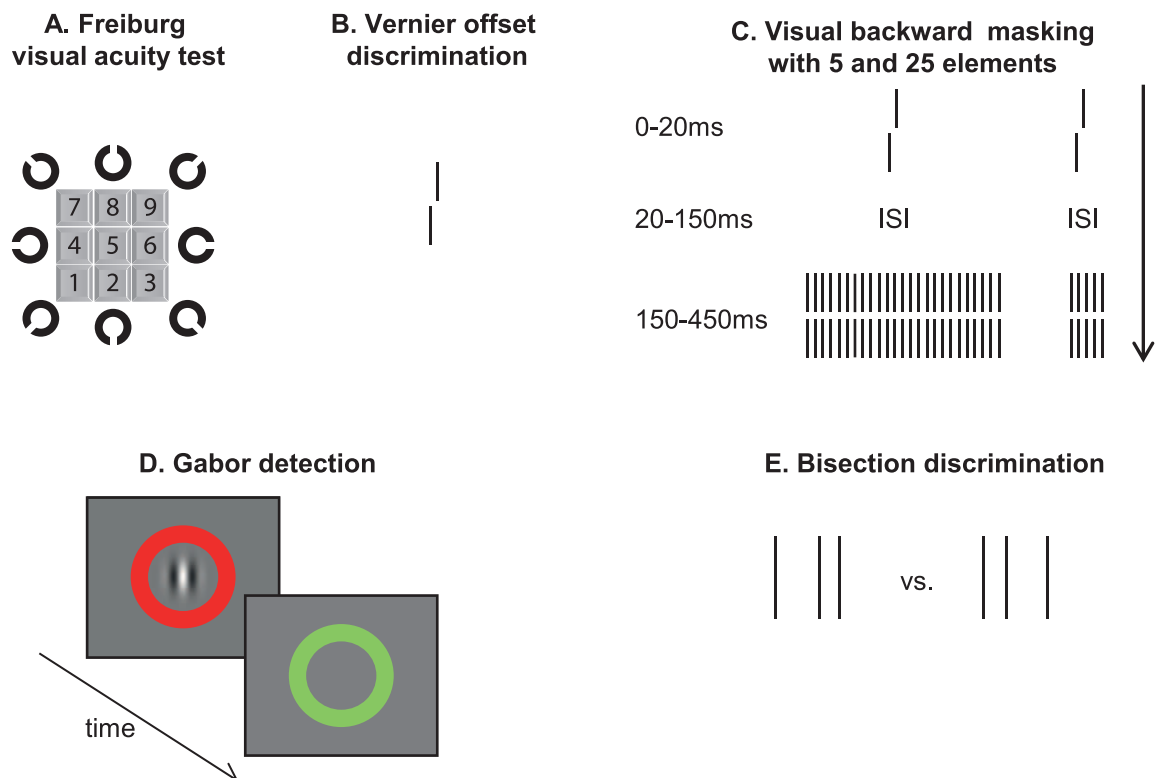 A. Freiburg
visual acuity test
7 8 9
4 5 6
1 2 3
B. Vernier offset
discrimination
C. Visual backward masking
with 5 and 25 elements
0-20ms
20-150ms ISI ISI
150-450ms
D. Gabor detection
time
E. Bisection discrimination
vs.